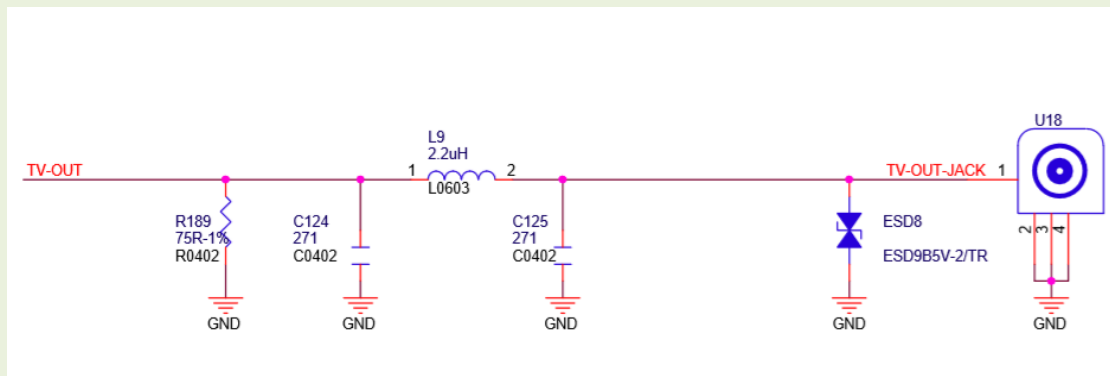 U18
L9
2.2uH
TV-OUT
1
2
L0603
TV-OUT-JACK
1
R189
75R-1%
R0402
C124
271
C0402
C125
271
C0402
ESD8
ESD9B5V-2/TR
2
3
4
GND
GND
GND
GND
GND